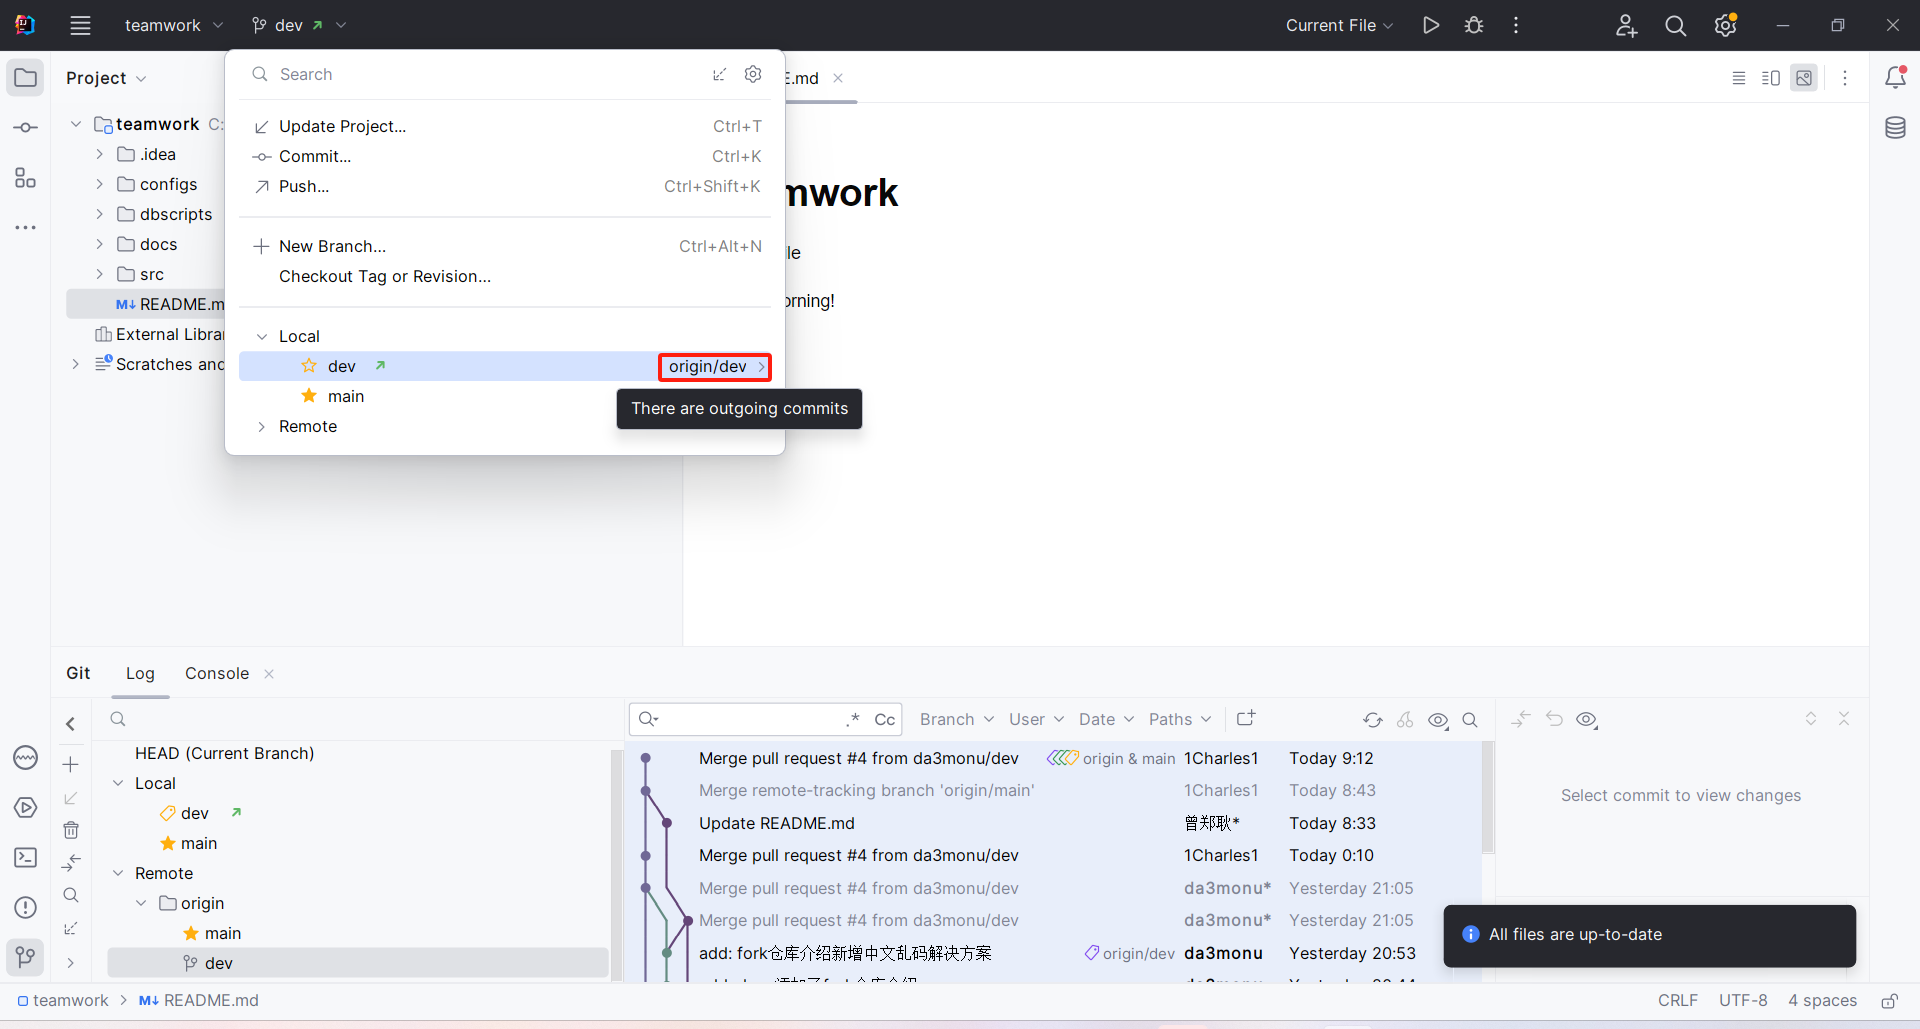 teamwork
dev
Current File
Project
Search
E.md
teamwork C:
Update Project... Ctrl+T
.idea
Commit... Ctrl+K
configs
Push... Ctrl+Shift+K
mwork
dbscripts
docs
New Branch... Ctrl+Alt+N
le
src
Checkout Tag or Revision...
README.m
orning!
External Librar
Local
Scratches and
dev origin/dev
main
There are outgoing commits
Remote
Git Log Console
.* Cc Branch User Date Paths
HEAD (Current Branch)
Local
dev
main
Remote
origin
main
dev
Merge pull request #4 from da3monu/dev origin & main 1Charles1 Today 9:12
Merge remote-tracking branch 'origin/main' 1Charles1 Today 8:43
Update README.md 曾郑耿* Today 8:33
Merge pull request #4 from da3monu/dev 1Charles1 Today 0:10
Merge pull request #4 from da3monu/dev da3monu* Yesterday 21:05
Merge pull request #4 from da3monu/dev da3monu* Yesterday 21:05
add: fork仓库介绍新增中文乱码解决方案 origin/dev da3monu Yesterday 20:53
Select commit to view changes
All files are up-to-date
teamwork README.md
CRLF UTF-8 4 spaces